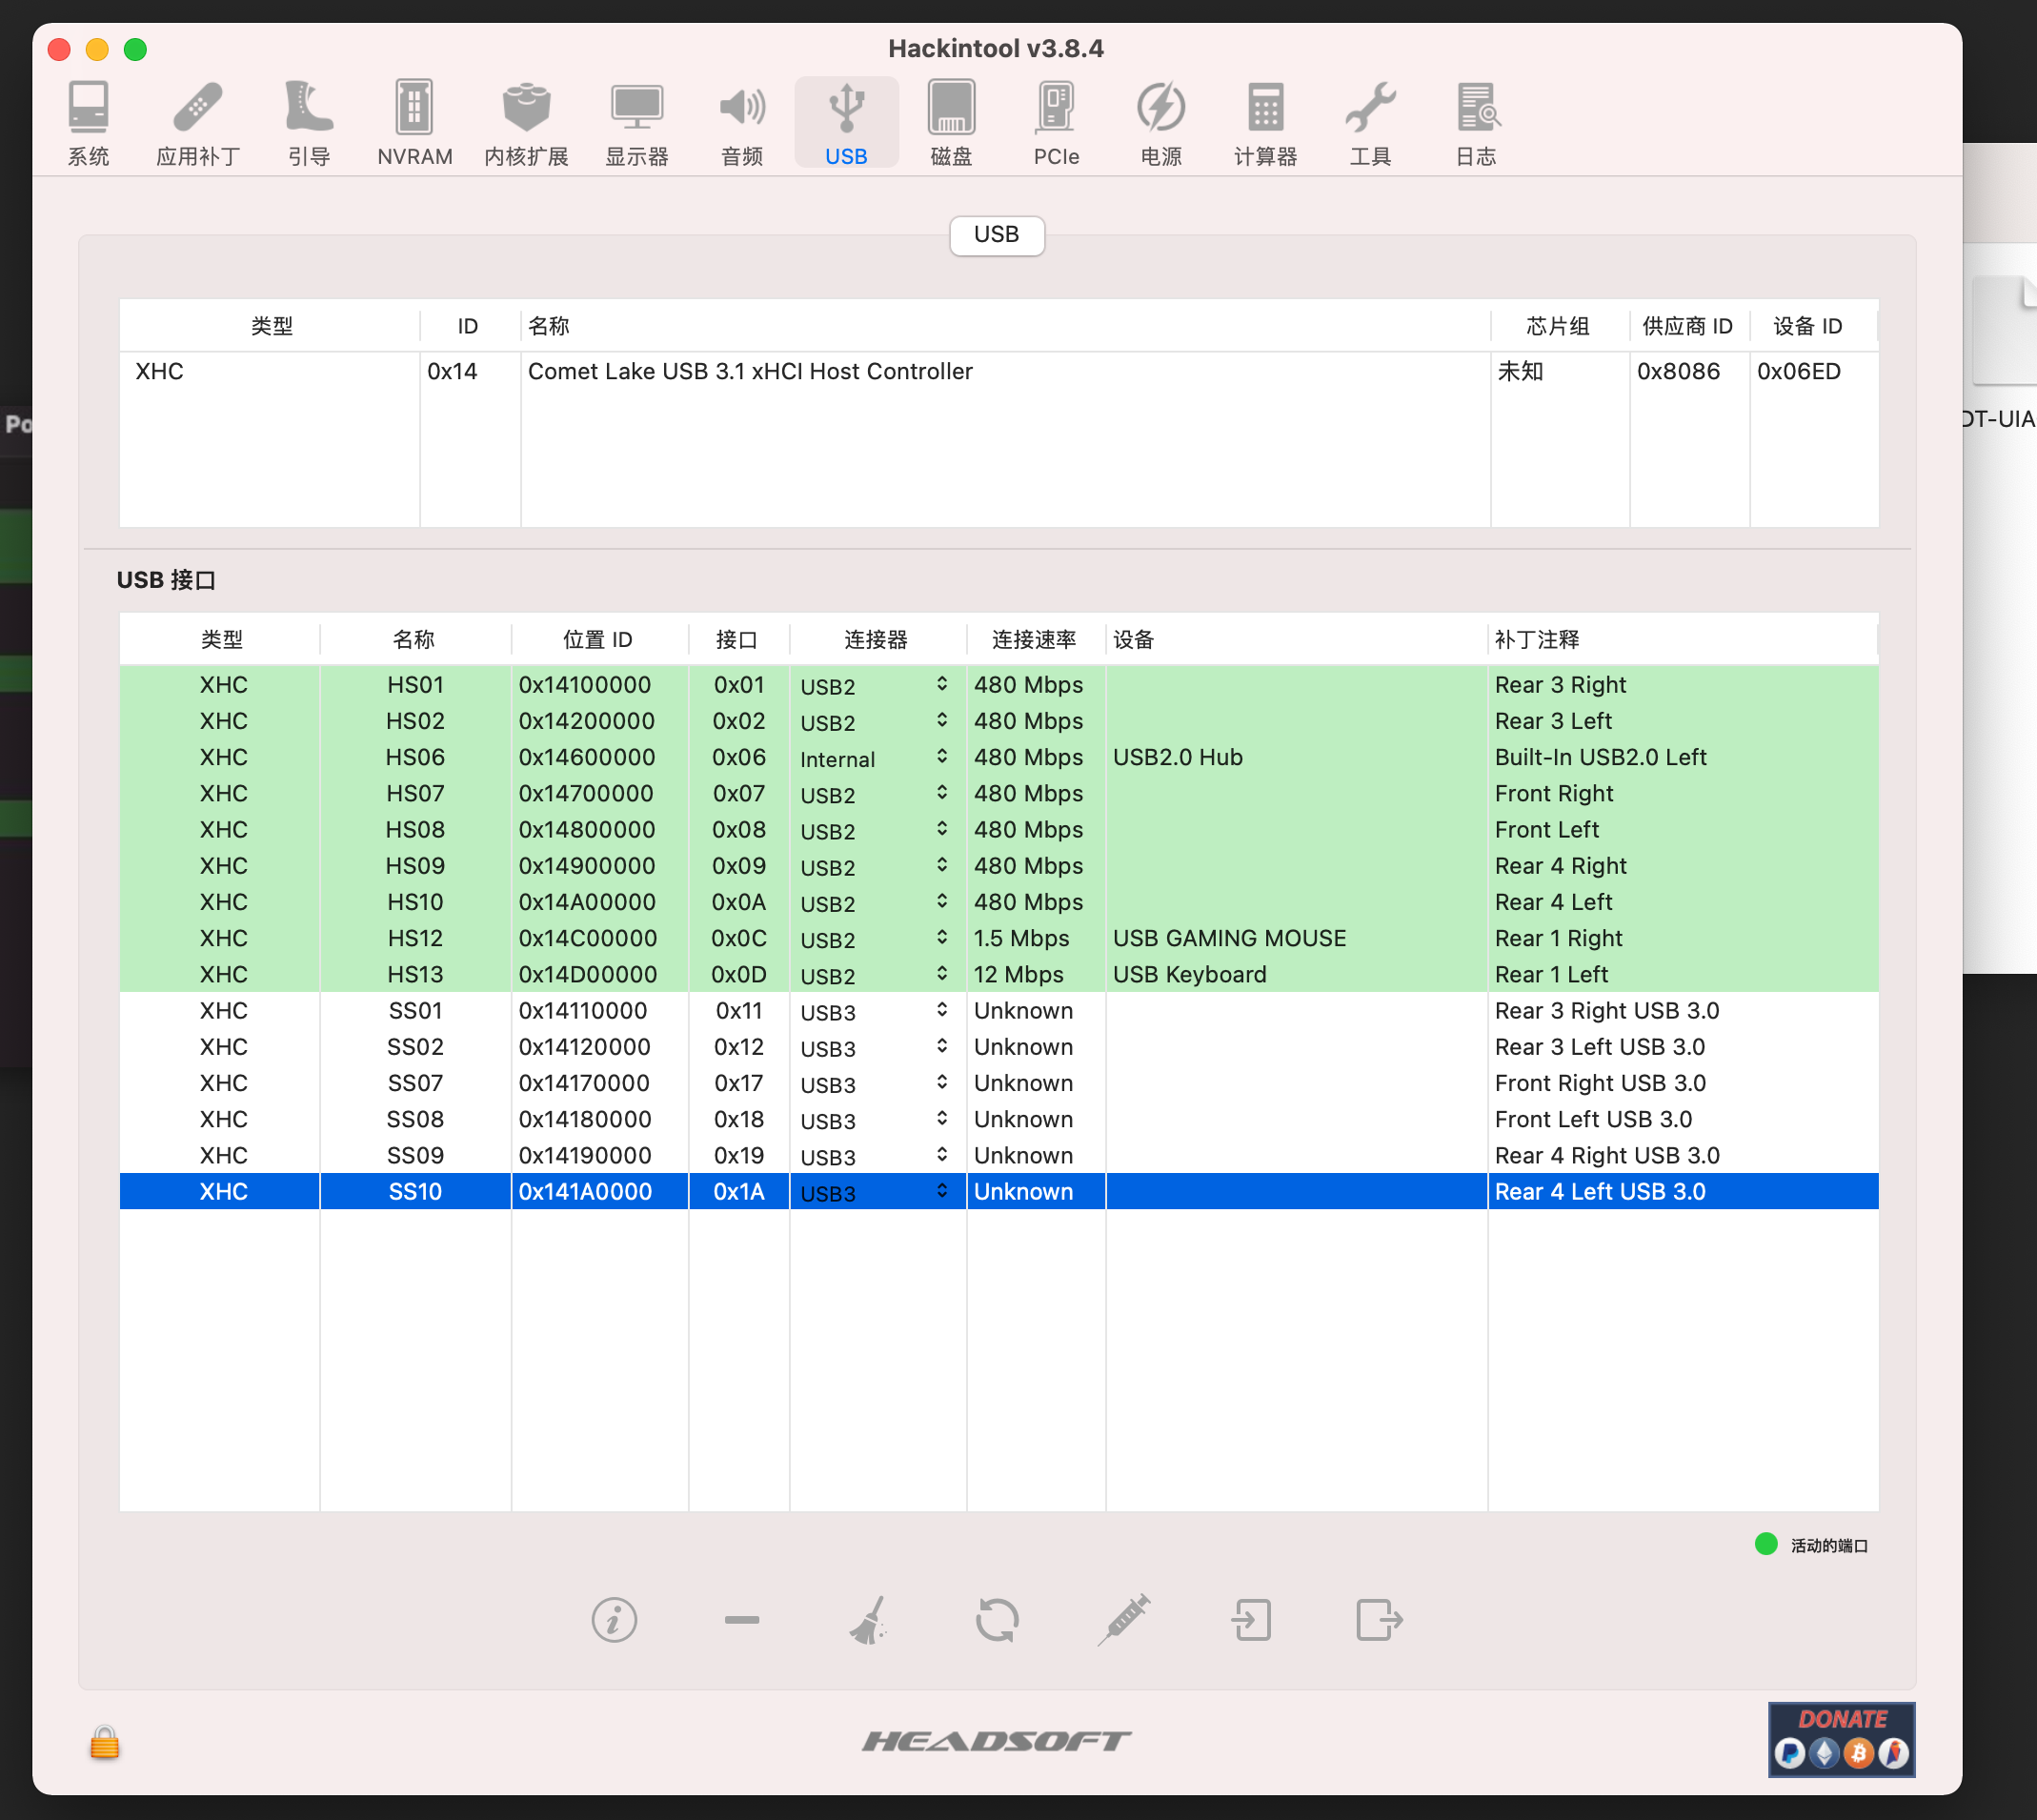 Hackintool v3.8.4
系统 应用补丁 引导 NVRAM 内核扩展 显示器 音频 USB 磁盘 PCIe 电源 计算器 工具 日志
USB
类型 ID 名称 芯片组 供应商 ID 设备 ID
XHC 0x14 Comet Lake USB 3.1 xHCI Host Controller 未知 0x8086 0x06ED
Po
DT-UIA
USB 接口
类型 名称 位置 ID 接口 连接器 连接速率 设备 补丁注释
XHC HS01 0x14100000 0x01 USB2 480 Mbps Rear 3 Right
XHC HS02 0x14200000 0x02 USB2 480 Mbps Rear 3 Left
XHC HS06 0x14600000 0x06 Internal 480 Mbps USB2.0 Hub Built-In USB2.0 Left
XHC HS07 0x14700000 0x07 USB2 480 Mbps Front Right
XHC HS08 0x14800000 0x08 USB2 480 Mbps Front Left
XHC HS09 0x14900000 0x09 USB2 480 Mbps Rear 4 Right
XHC HS10 0x14A00000 0x0A USB2 480 Mbps Rear 4 Left
XHC HS12 0x14C00000 0x0C USB2 1.5 Mbps USB GAMING MOUSE Rear 1 Right
XHC HS13 0x14D00000 0x0D USB2 12 Mbps USB Keyboard Rear 1 Left
XHC SS01 0x14110000 0x11 USB3 Unknown Rear 3 Right USB 3.0
XHC SS02 0x14120000 0x12 USB3 Unknown Rear 3 Left USB 3.0
XHC SS07 0x14170000 0x17 USB3 Unknown Front Right USB 3.0
XHC SS08 0x14180000 0x18 USB3 Unknown Front Left USB 3.0
XHC SS09 0x14190000 0x19 USB3 Unknown Rear 4 Right USB 3.0
XHC SS10 0x141A0000 0x1A USB3 Unknown Rear 4 Left USB 3.0
活动的端口
HEADSOFT
DONATE